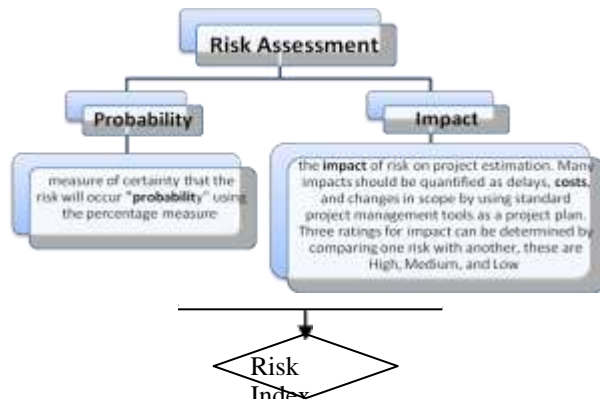 Risk Assessment
Probability
Impact
measure of certainty that the
risk will occur "probability" using
the percentage measure
the impact of risk on project estimation. Many
impacts should be quantified as delays, costs,
and changes in scope by using standard
project management tools as a project plan.
Three ratings for impact can be determined by
comparing one risk with another, these are
High, Medium, and Low
Risk
Index